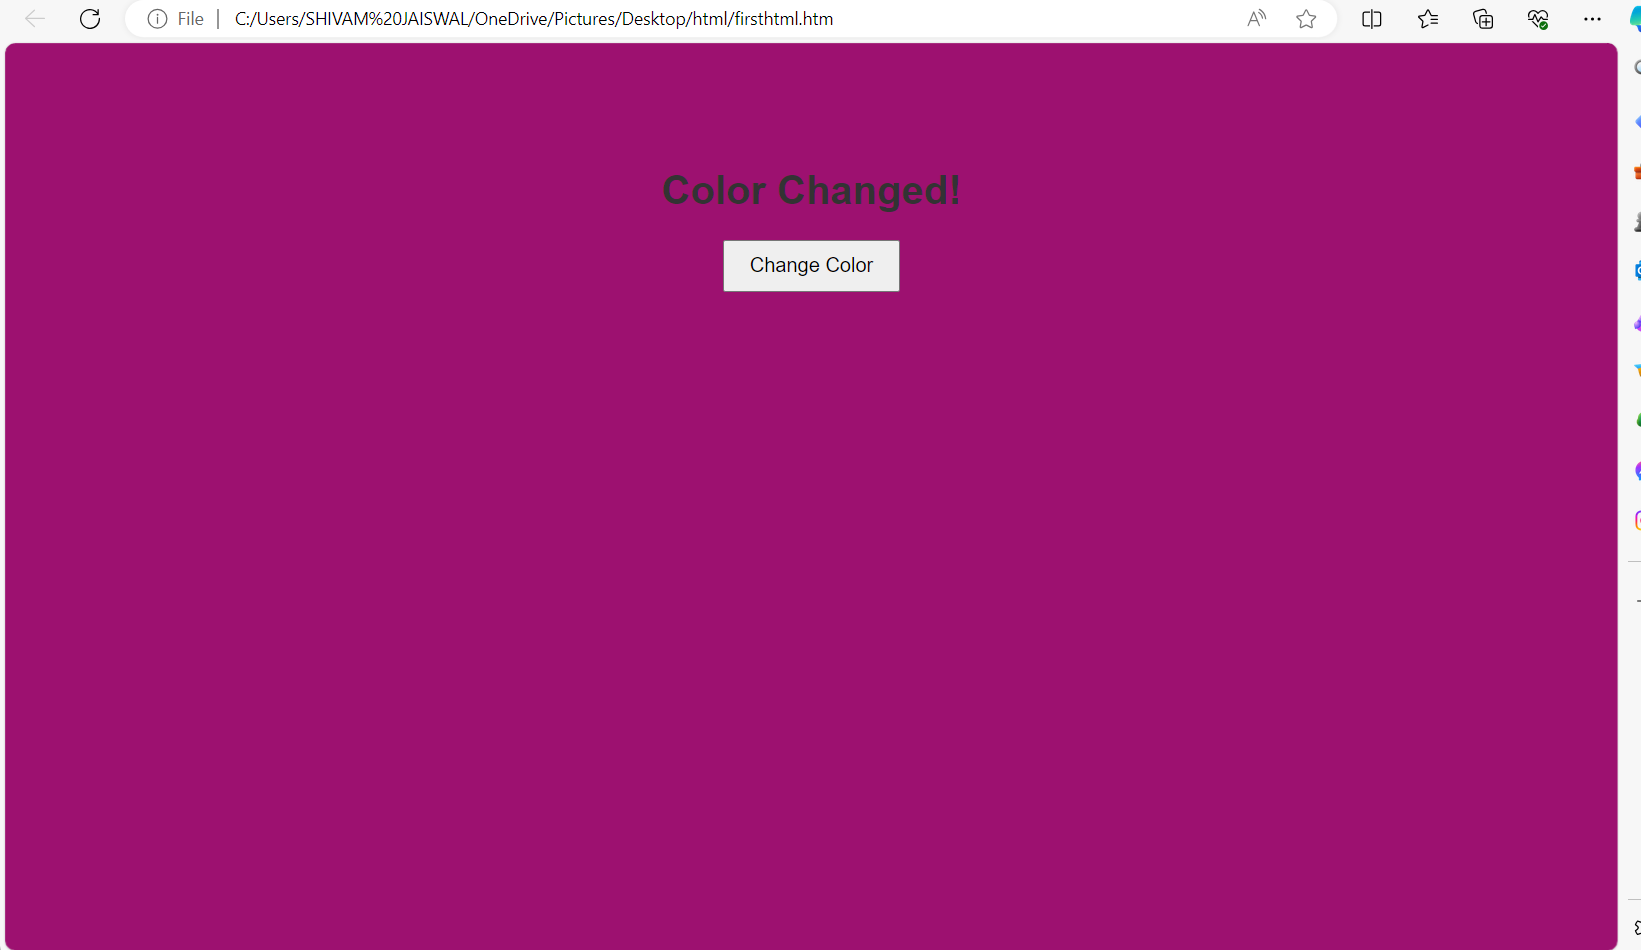 File | C:/Users/SHIVAM%20JAISWAL/OneDrive/Pictures/Desktop/html/firsthtml.htm
Color Changed!
Change Color